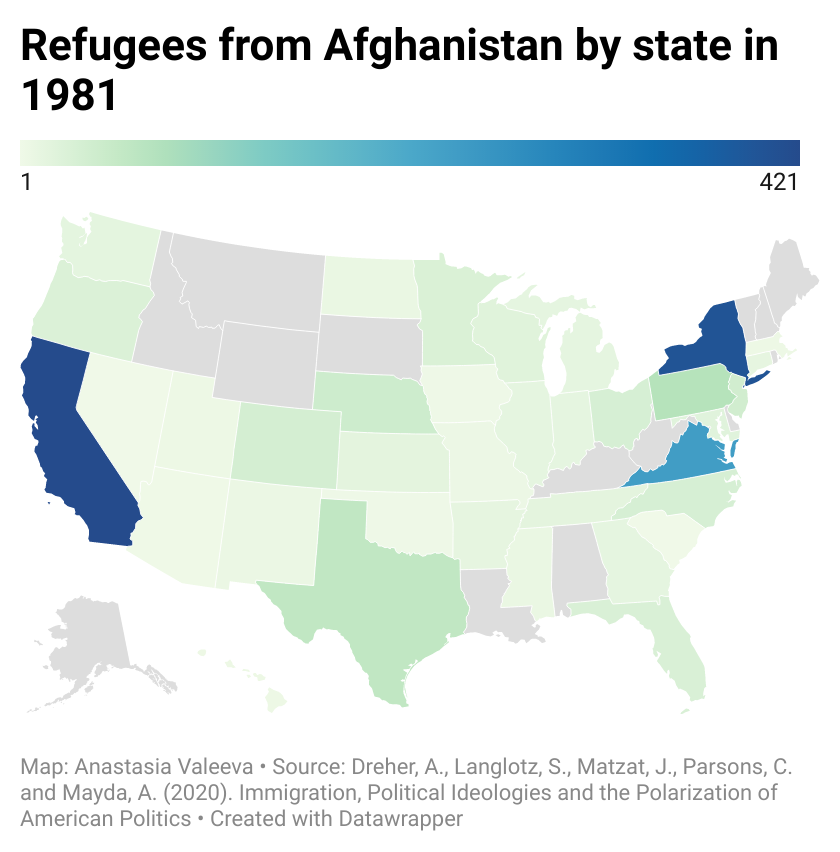 Refugees from Afghanistan by state in
1981
1 421
Map: Anastasia Valeeva • Source: Dreher, A., Langlotz, S., Matzat, J., Parsons, C.
and Mayda, A. (2020). Immigration, Political Ideologies and the Polarization of
American Politics • Created with Datawrapper